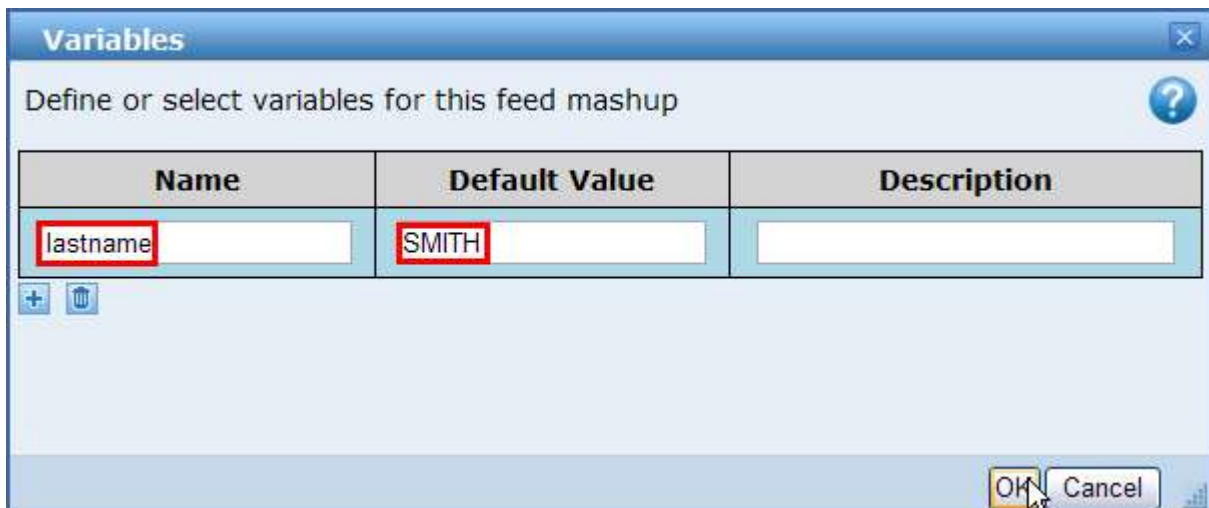 Variables
Define or select variables for this feed mashup
?
Name Default Value Description
lastname SMITH
OK Cancel